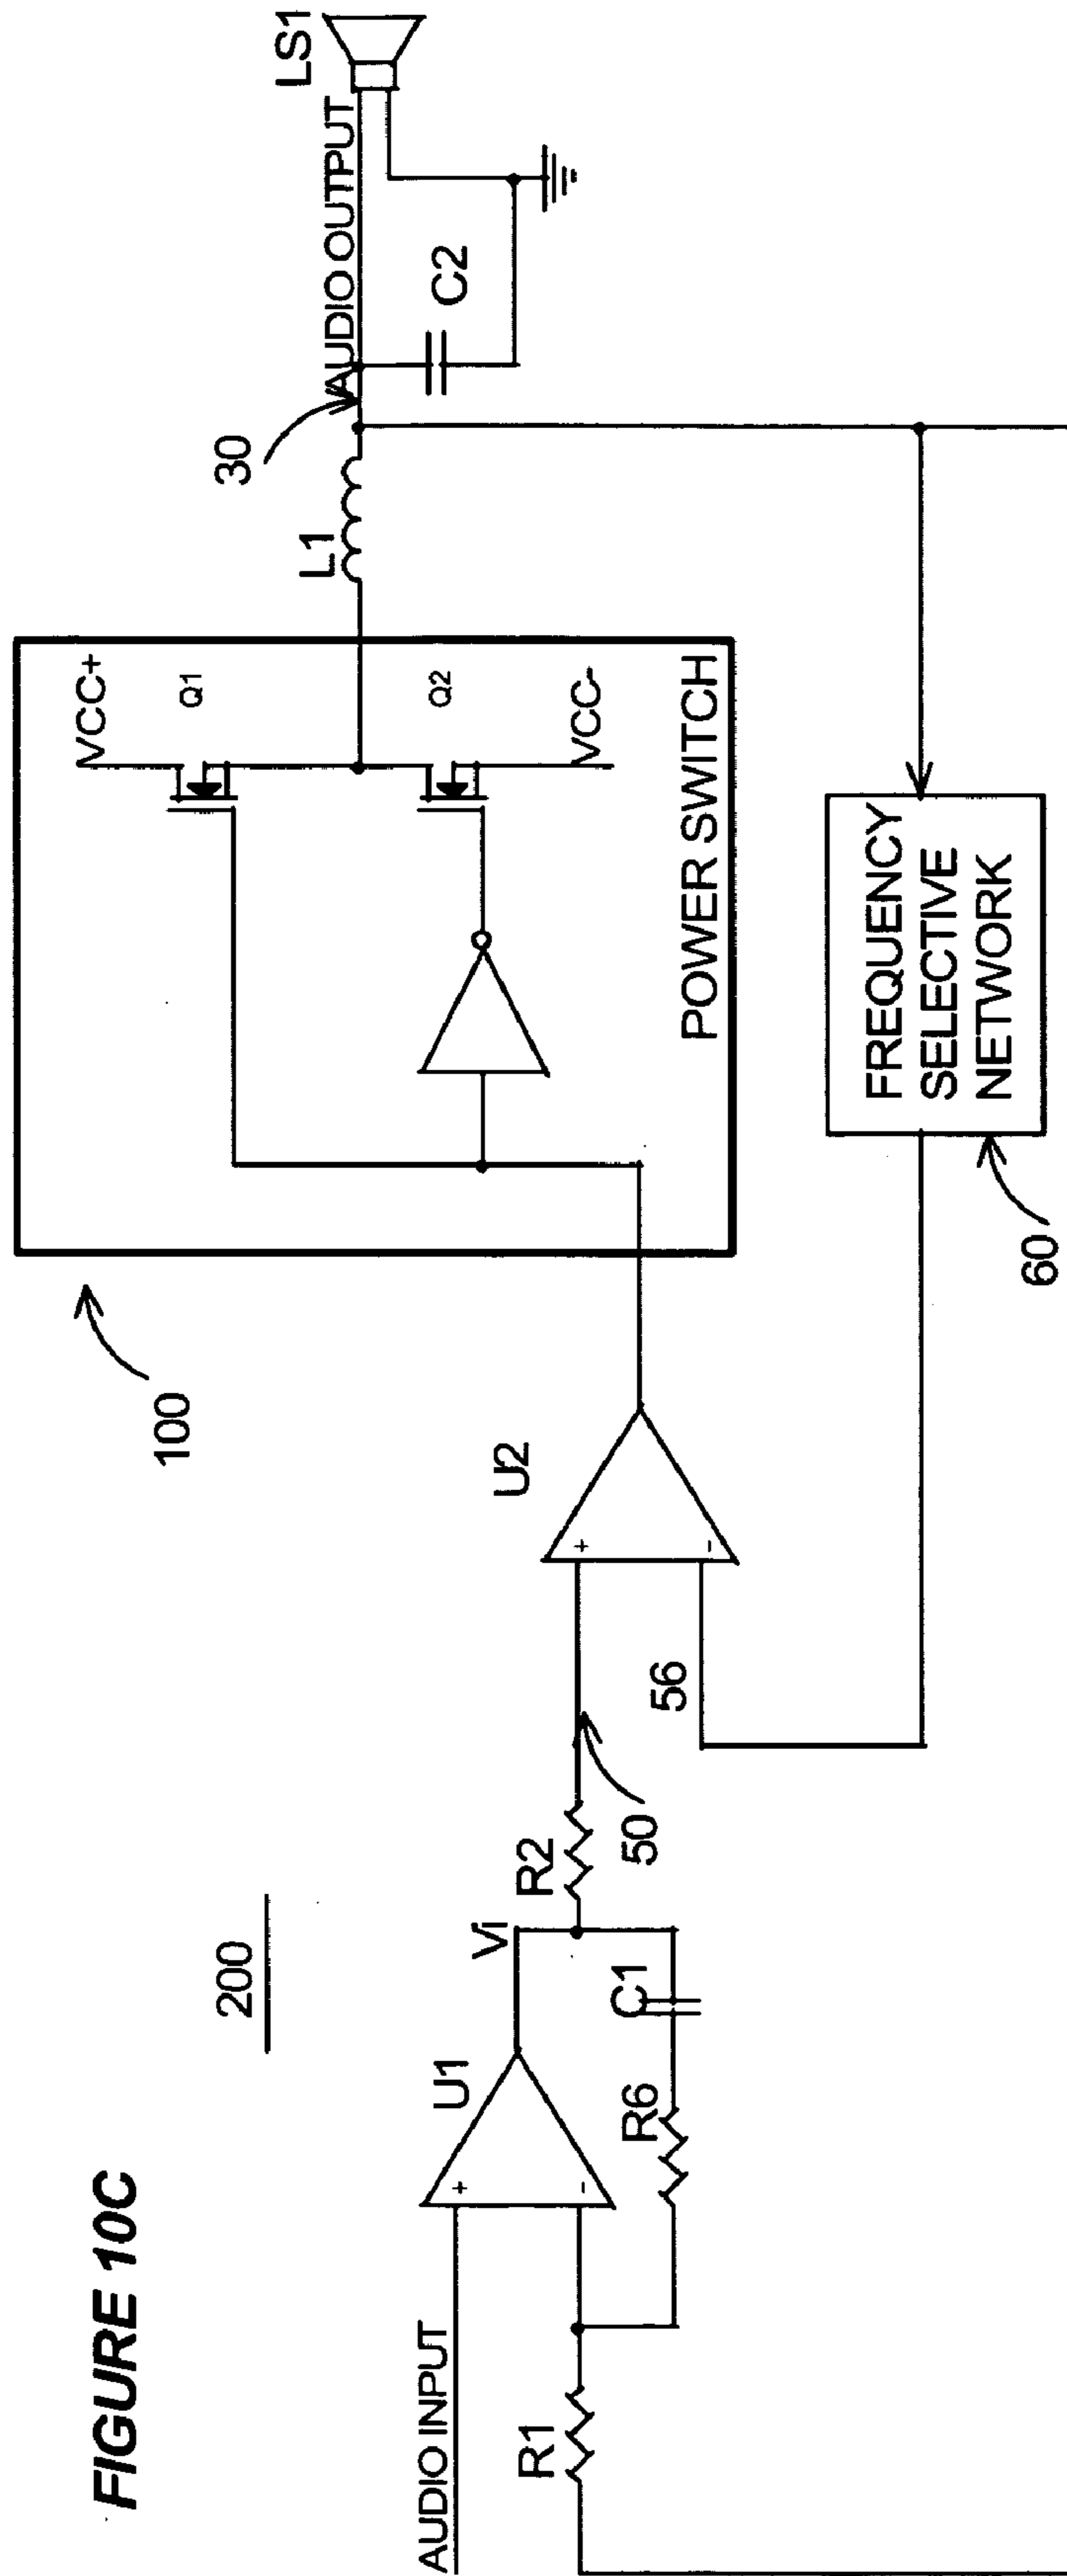 FIGURE 10C
200
100
AUDIO INPUT
R1
U1
+
-
R6
C1
Vi
R2
50
56
U2
+
-
VCC+
Q1
Q2
VCC-
POWER SWITCH
L1
30
AUDIO OUTPUT
C2
LS1
FREQUENCY
SELECTIVE
NETWORK
60